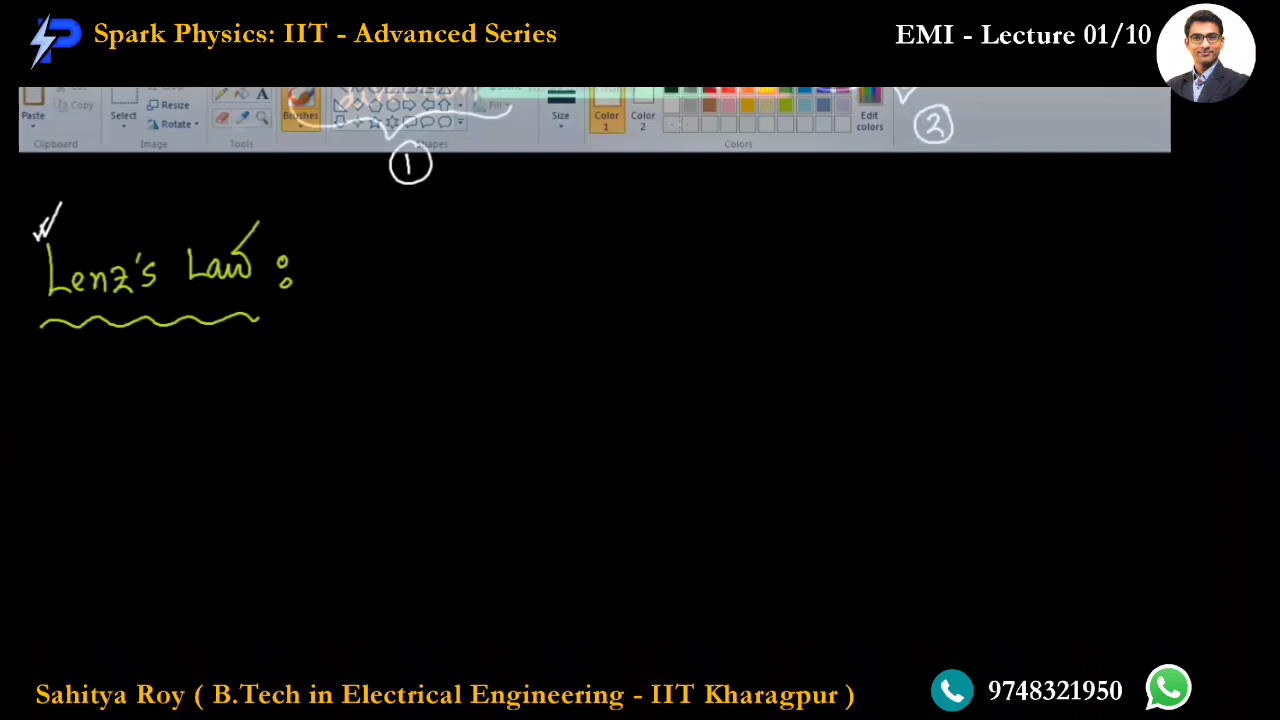 Spark Physics: IIT - Advanced Series
EMI - Lecture 01/10
Paste
Copy
Select
Resize
Rotate
A
Brushes
Fill
Size
Color 1
Color 2
Edit colors
Clipboard
Image
Tools
Shapes
Colors
1
2
Lenz's Law :
Sahitya Roy ( B.Tech in Electrical Engineering - IIT Kharagpur )
9748321950